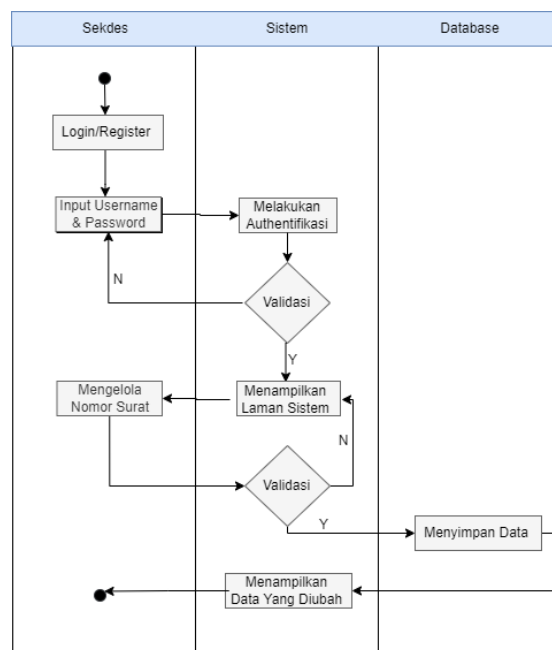 Sekdes
Sistem
Database
Login/Register
Input Username
& Password
Melakukan
Authentifikasi
N
Validasi
Y
Mengelola
Nomor Surat
Menampilkan
Laman Sistem
N
Validasi
Y
Menyimpan Data
Menampilkan
Data Yang Diubah